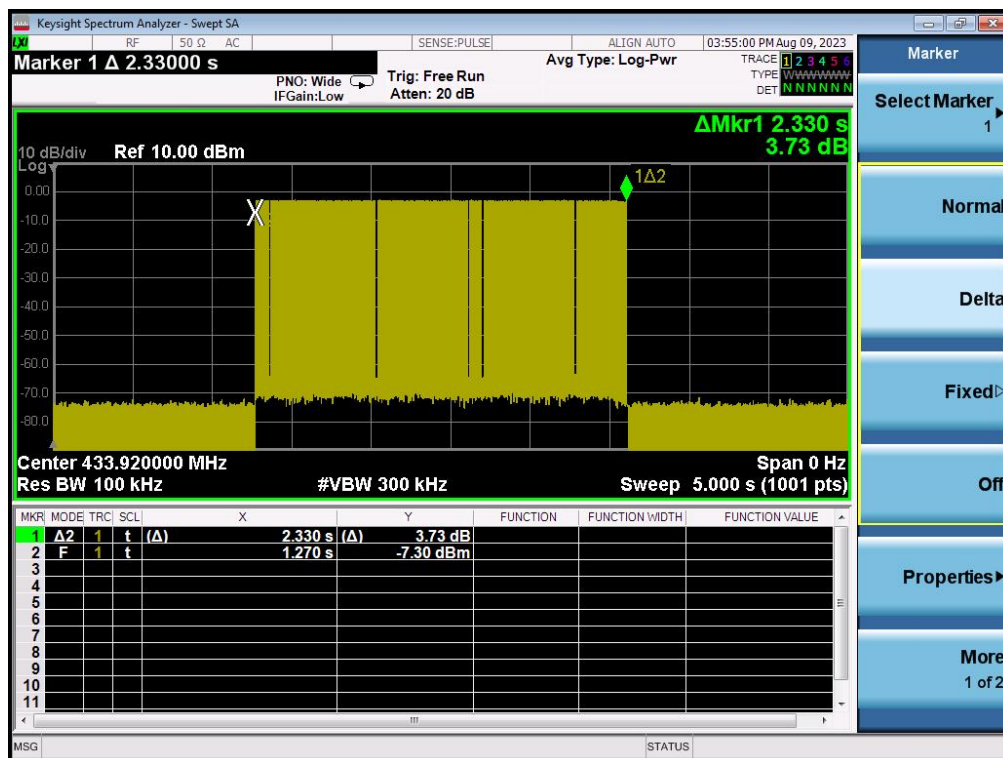 Keysight Spectrum Analyzer - Swept SA
LXI RF 50 Ω AC SENSE:PULSE ALIGN AUTO 03:55:00 PM Aug 09, 2023
Marker 1 Δ 2.33000 s
PNO: Wide
IFGain:Low
Trig: Free Run
Atten: 20 dB
Avg Type: Log-Pwr
TRACE 1 2 3 4 5 6
TYPE WWWWWW
DET N N N N N N
ΔMkr1 2.330 s
3.73 dB
10 dB/div Ref 10.00 dBm
Log
1Δ2
0.00
X
-10.0
-20.0
-30.0
-40.0
-50.0
-60.0
-70.0
-80.0
Center 433.920000 MHz Span 0 Hz
Res BW 100 kHz #VBW 300 kHz Sweep 5.000 s (1001 pts)
MKR MODE TRC SCL X Y FUNCTION FUNCTION WIDTH FUNCTION VALUE
1 Δ2 1 t (Δ) 2.330 s (Δ) 3.73 dB
2 F 1 t 1.270 s -7.30 dBm
3
4
5
6
7
8
9
10
11
MSG STATUS
Marker
Select Marker
1
Normal
Delta
Fixed
Off
Properties
More
1 of 2